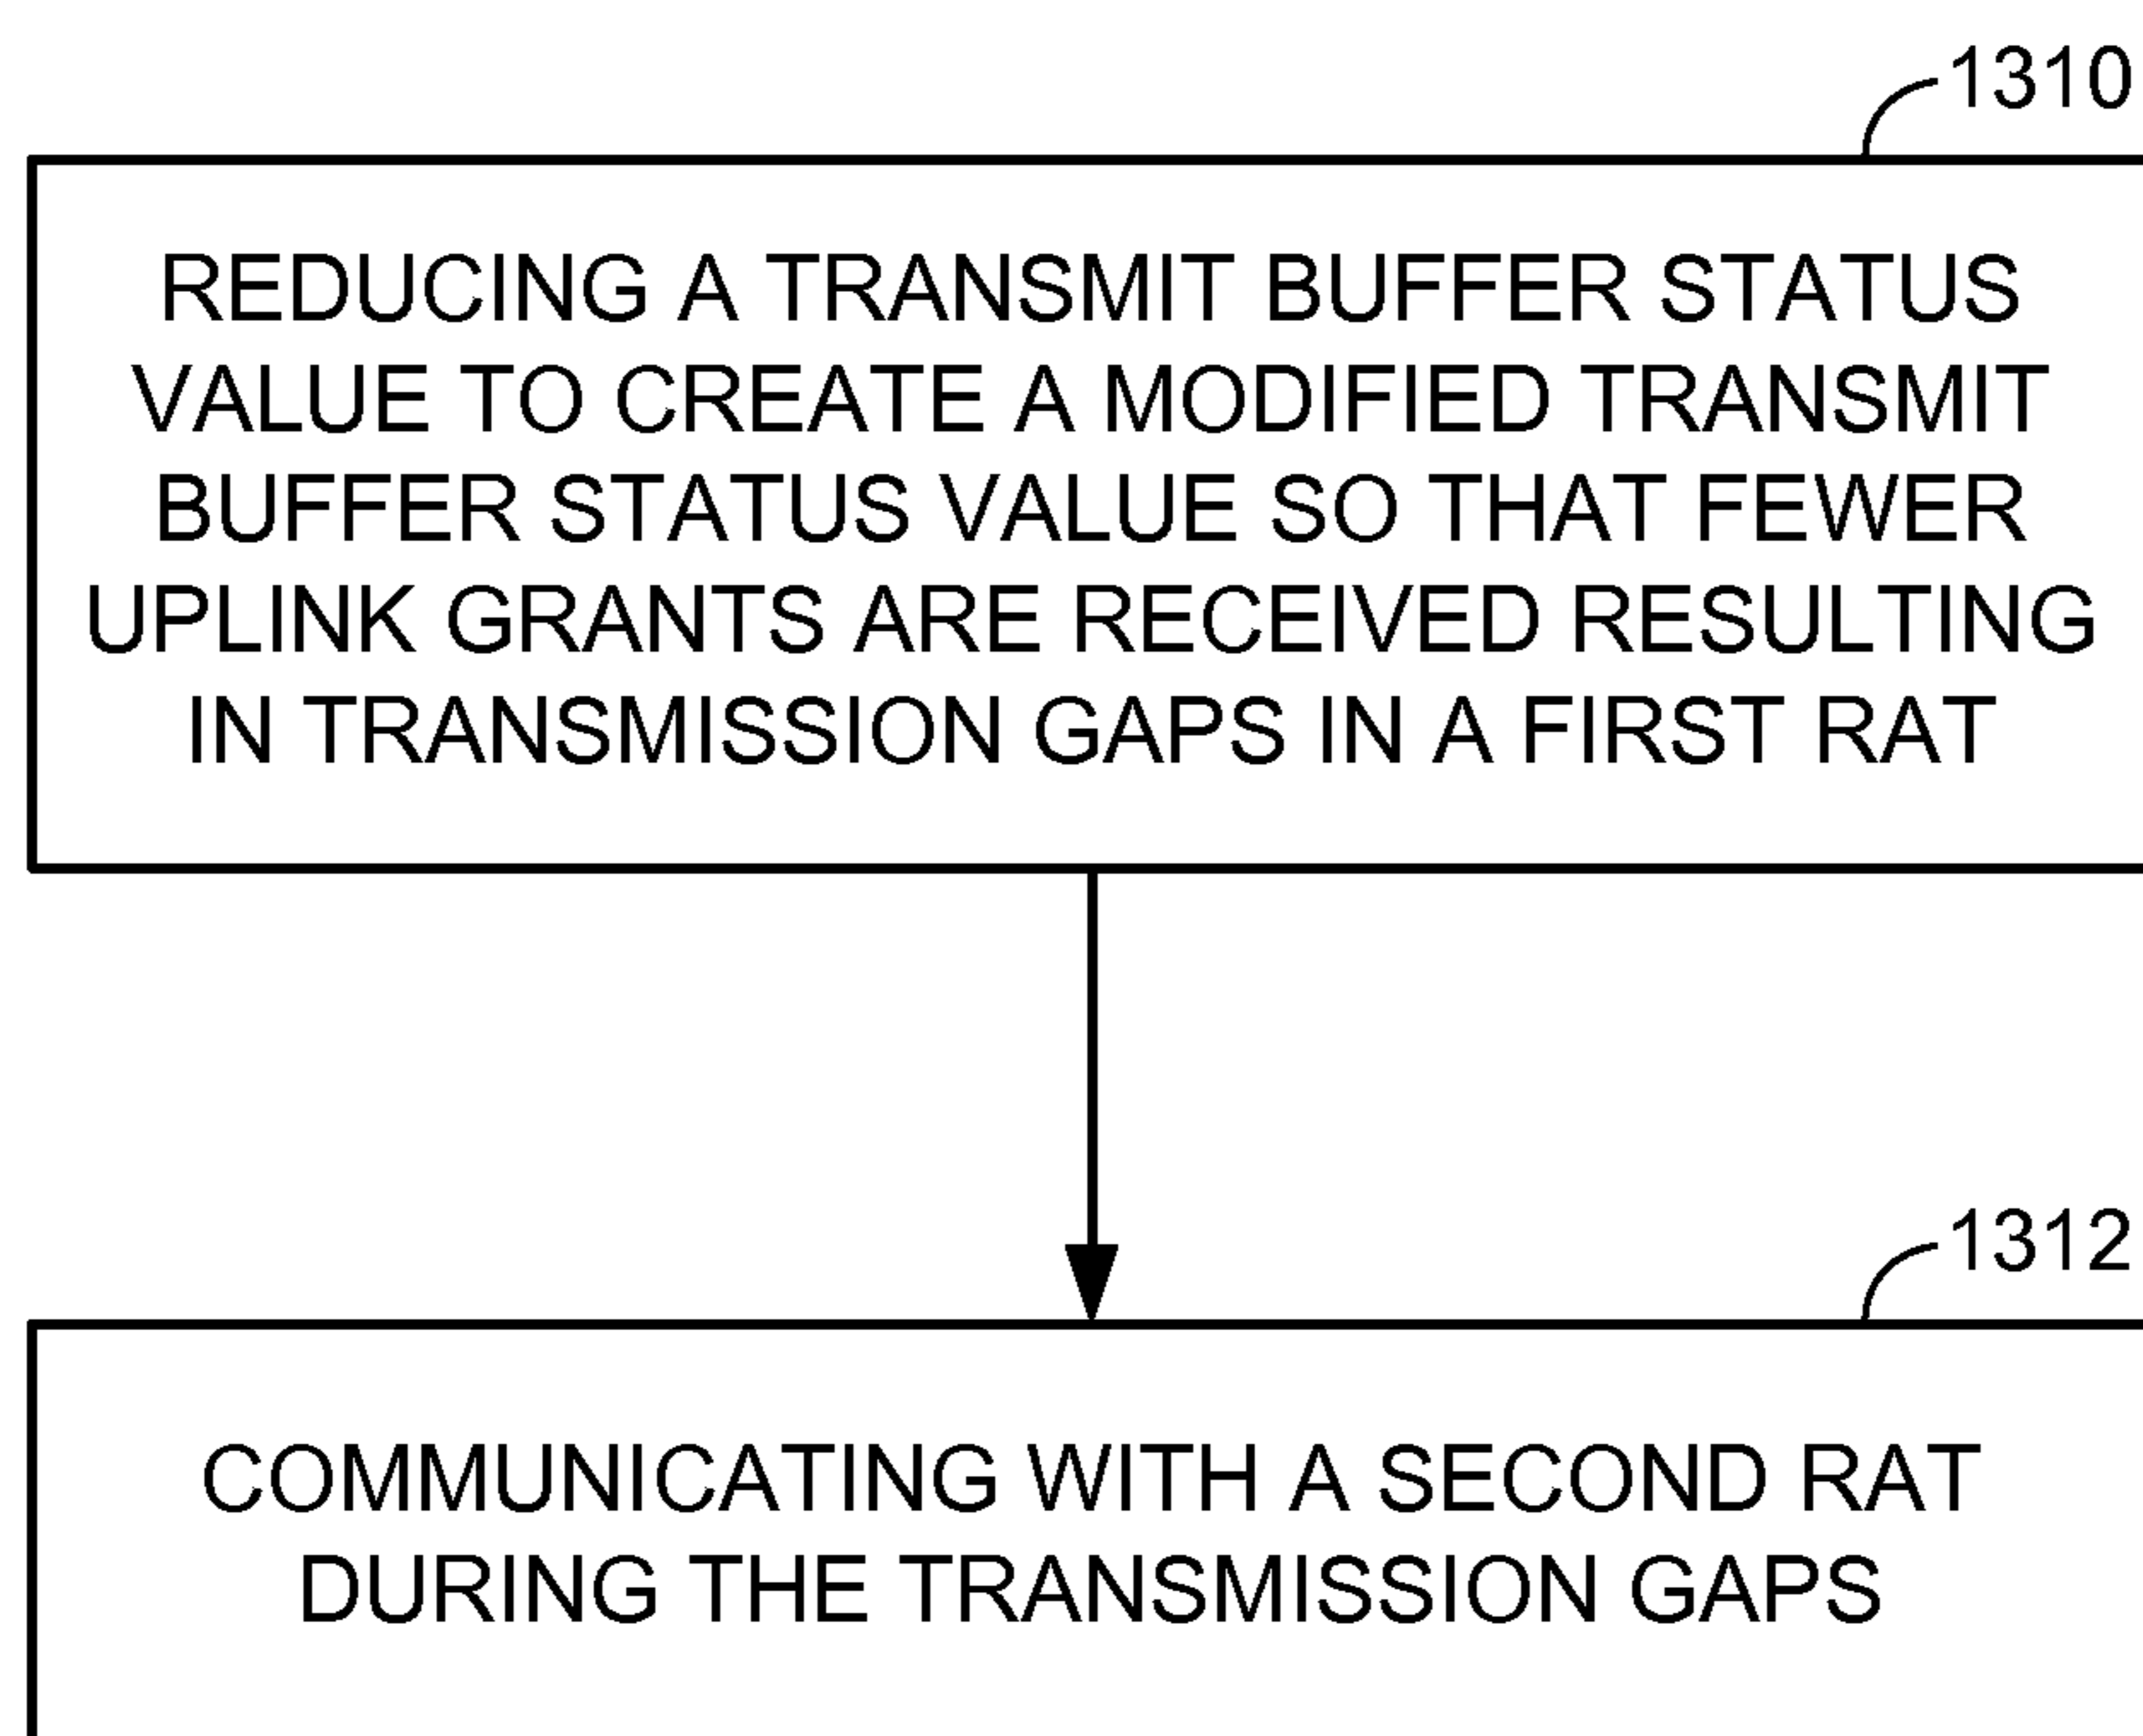 1310
REDUCING A TRANSMIT BUFFER STATUS
VALUE TO CREATE A MODIFIED TRANSMIT
BUFFER STATUS VALUE SO THAT FEWER
UPLINK GRANTS ARE RECEIVED RESULTING
IN TRANSMISSION GAPS IN A FIRST RAT
1312
COMMUNICATING WITH A SECOND RAT
DURING THE TRANSMISSION GAPS